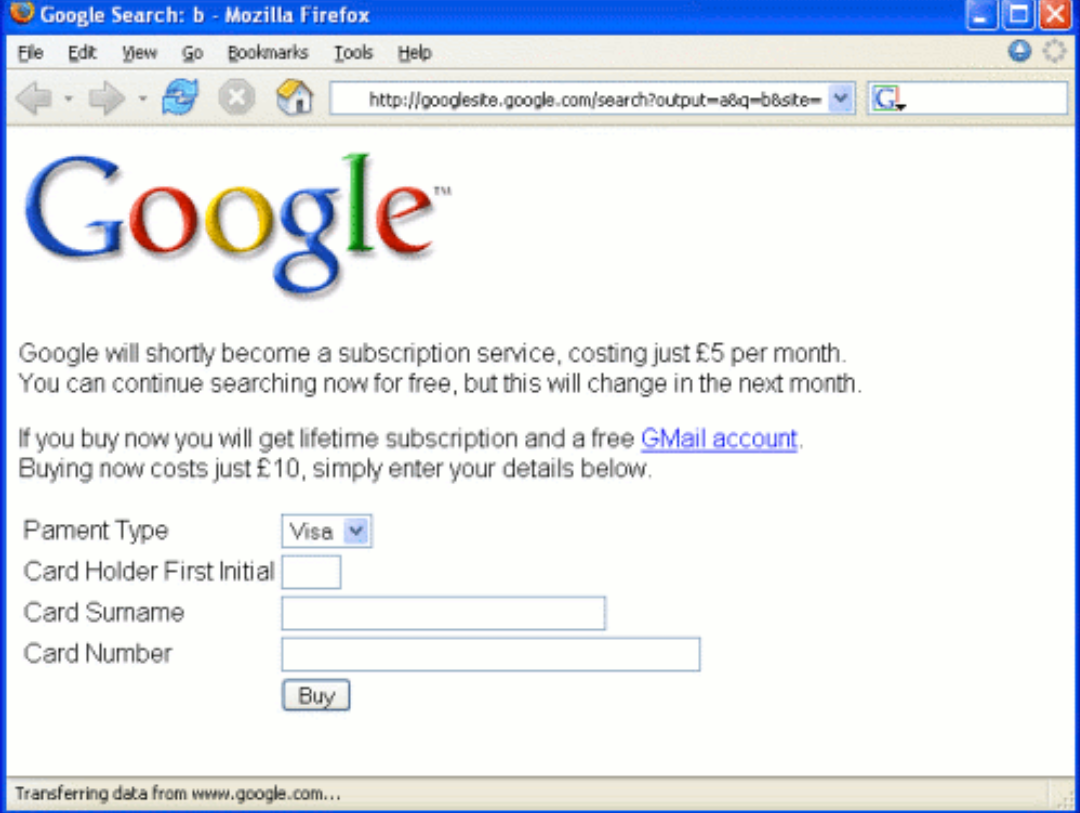 Google Search: b - Mozilla Firefox
File Edit View Go Bookmarks Tools Help
http://googlesite.google.com/search?output=a&q=b&site=
G
Google™
Google will shortly become a subscription service, costing just £5 per month.
You can continue searching now for free, but this will change in the next month.
If you buy now you will get lifetime subscription and a free GMail account.
Buying now costs just £10, simply enter your details below.
Pament Type Visa
Card Holder First Initial
Card Surname
Card Number
Buy
Transferring data from www.google.com...